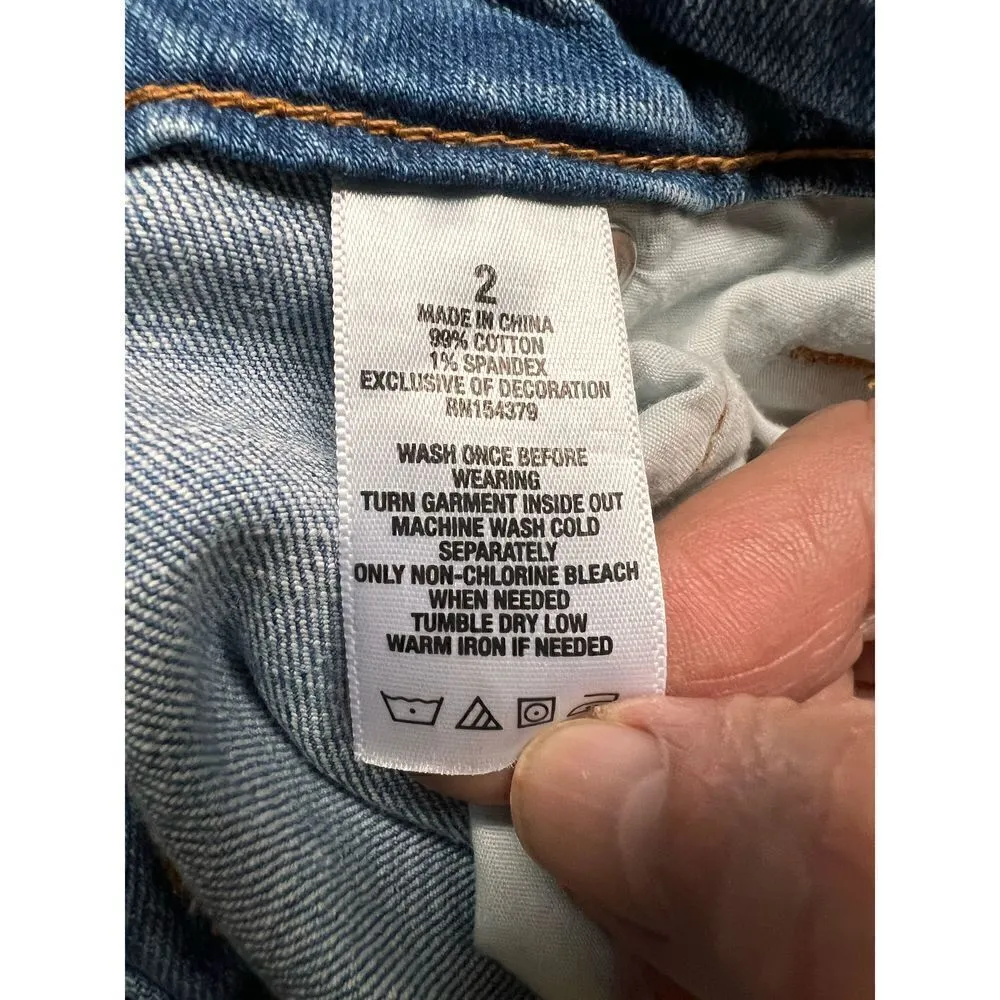 2
MADE IN CHINA
99% COTTON
1% SPANDEX
EXCLUSIVE OF DECORATION
RN154379
WASH ONCE BEFORE
WEARING
TURN GARMENT INSIDE OUT
MACHINE WASH COLD
SEPARATELY
ONLY NON-CHLORINE BLEACH
WHEN NEEDED
TUMBLE DRY LOW
WARM IRON IF NEEDED